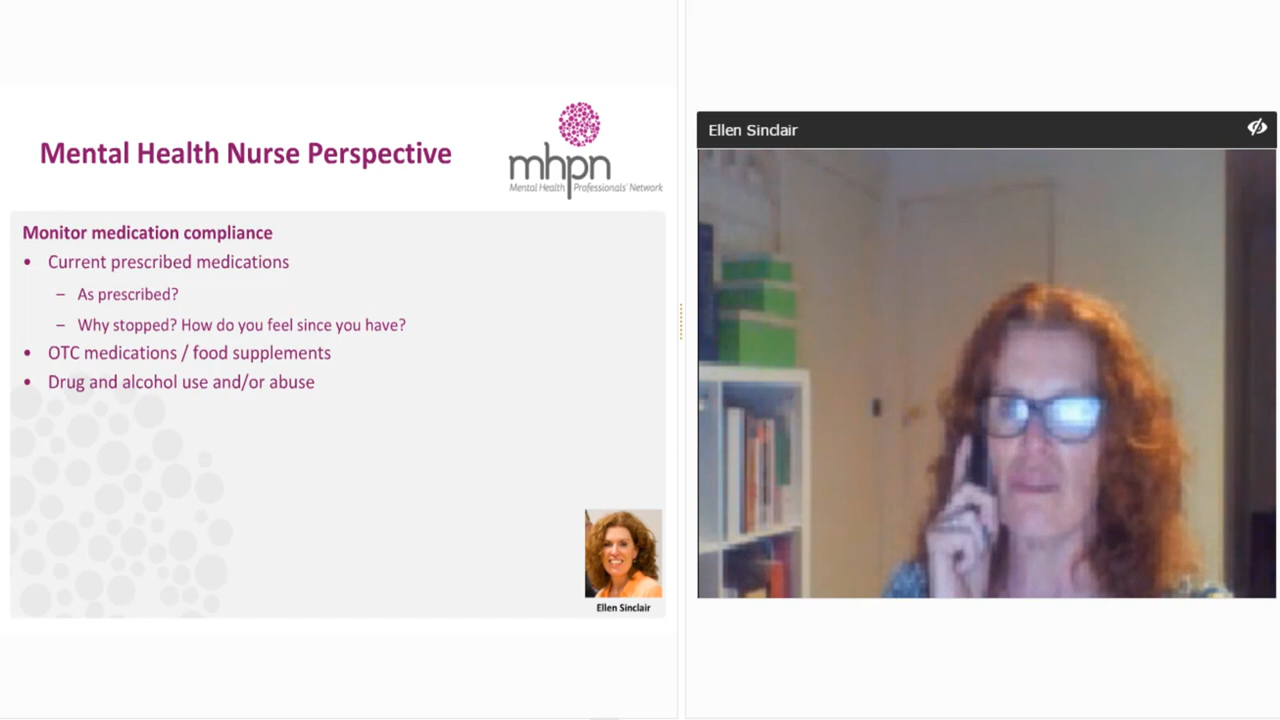 Mental Health Nurse Perspective
mhpn
Mental Health Professionals' Network
Monitor medication compliance
• Current prescribed medications
– As prescribed?
– Why stopped? How do you feel since you have?
• OTC medications / food supplements
• Drug and alcohol use and/or abuse
Ellen Sinclair
Ellen Sinclair